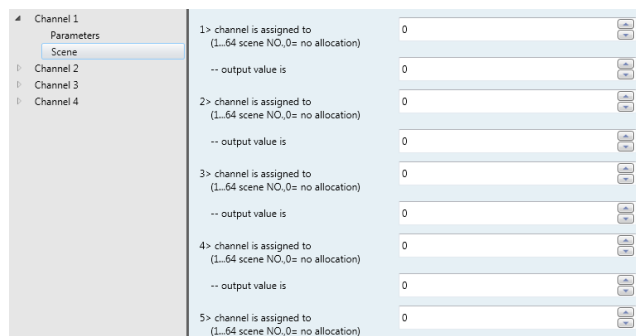 Channel 1
Parameters
Scene
Channel 2
Channel 3
Channel 4
1> channel is assigned to
(1...64 scene NO.,0= no allocation)
0
-- output value is
0
2> channel is assigned to
(1...64 scene NO.,0= no allocation)
0
-- output value is
0
3> channel is assigned to
(1...64 scene NO.,0= no allocation)
0
-- output value is
0
4> channel is assigned to
(1...64 scene NO.,0= no allocation)
0
-- output value is
0
5> channel is assigned to
(1...64 scene NO.,0= no allocation)
0